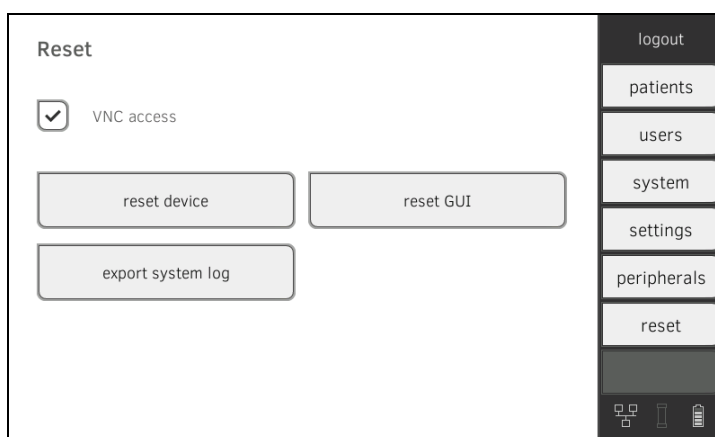 Reset
VNC access
reset device
reset GUI
export system log
logout
patients
users
system
settings
peripherals
reset